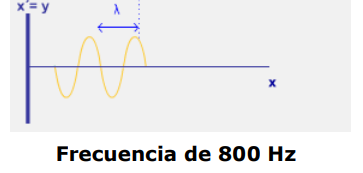 x = y
λ
x
Frecuencia de 800 Hz